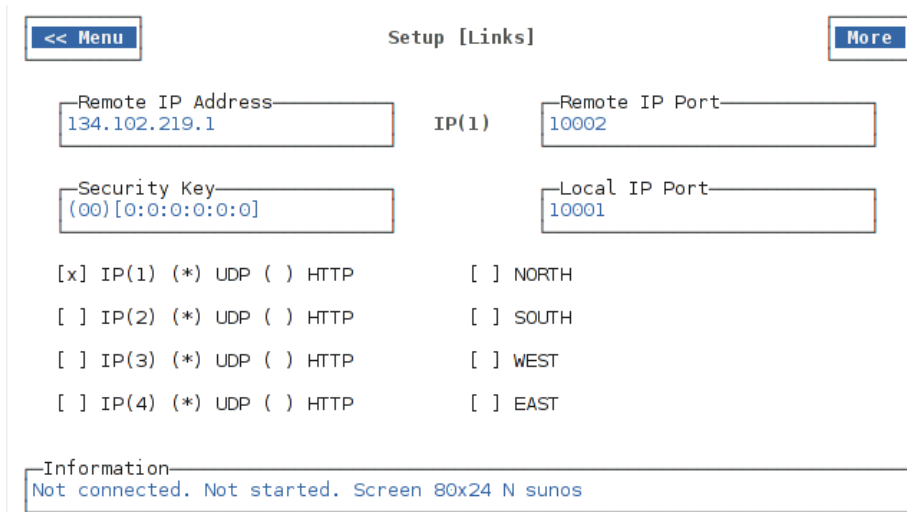 << Menu Setup [Links] More
Remote IP Address Remote IP Port
134.102.219.1 IP(1) 10002
Security Key Local IP Port
(00)[0:0:0:0:0:0] 10001
[x] IP(1) (*) UDP ( ) HTTP [ ] NORTH
[ ] IP(2) (*) UDP ( ) HTTP [ ] SOUTH
[ ] IP(3) (*) UDP ( ) HTTP [ ] WEST
[ ] IP(4) (*) UDP ( ) HTTP [ ] EAST
Information
Not connected. Not started. Screen 80x24 N sunos